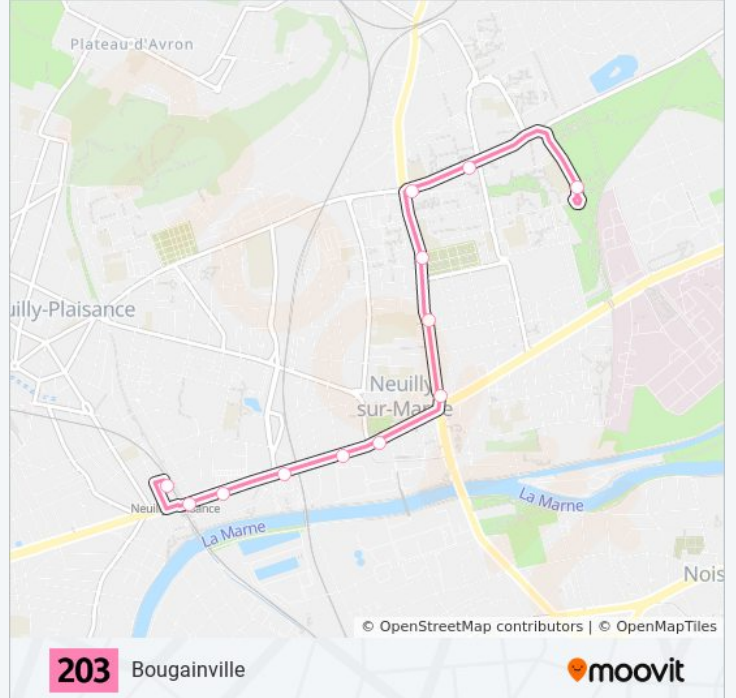 Plateau d'Avron
uilly-Plaisance
Neuilly
sur-Marne
La Marne
La Marne
Nois
© OpenStreetMap contributors | © OpenMapTiles
203 Bougainville
moovit